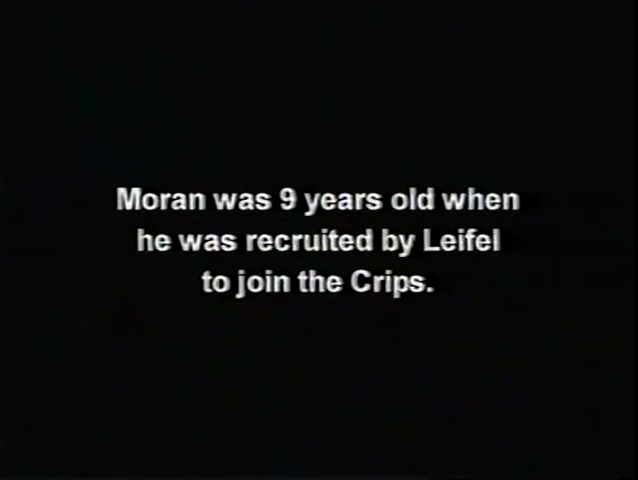 Moran was 9 years old when
he was recruited by Leifel
to join the Crips.